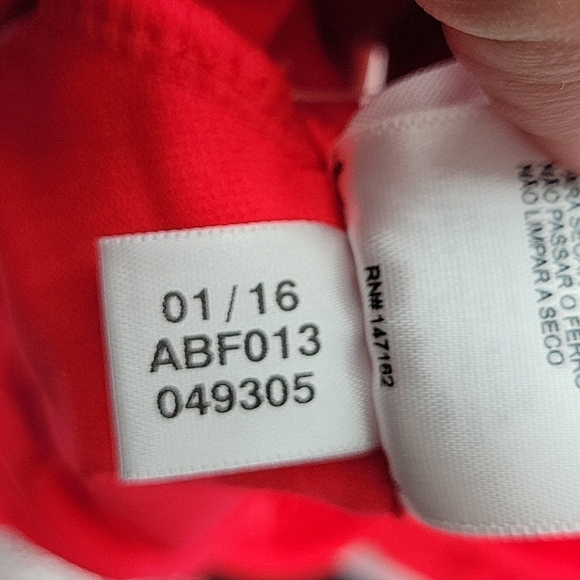 01/16
ABF013
049305
RN# 147182
NÃO PASSAR O FERRO
NÃO LIMPAR A SECO